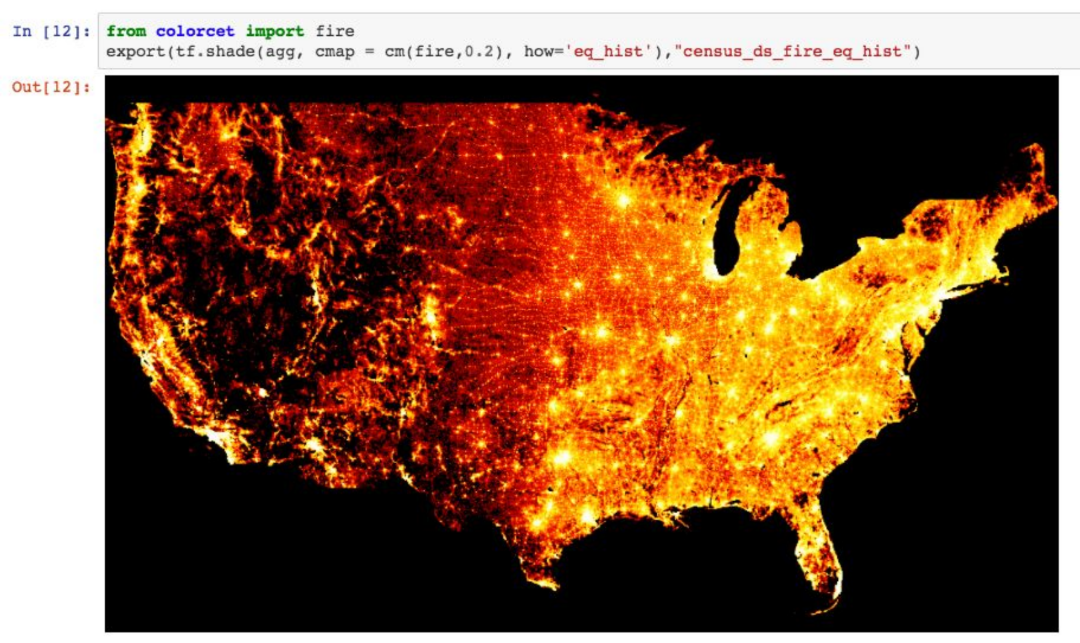 In [12]: from colorcet import fire
export(tf.shade(agg, cmap = cm(fire,0.2), how='eq_hist'),"census_ds_fire_eq_hist")
Out[12]: